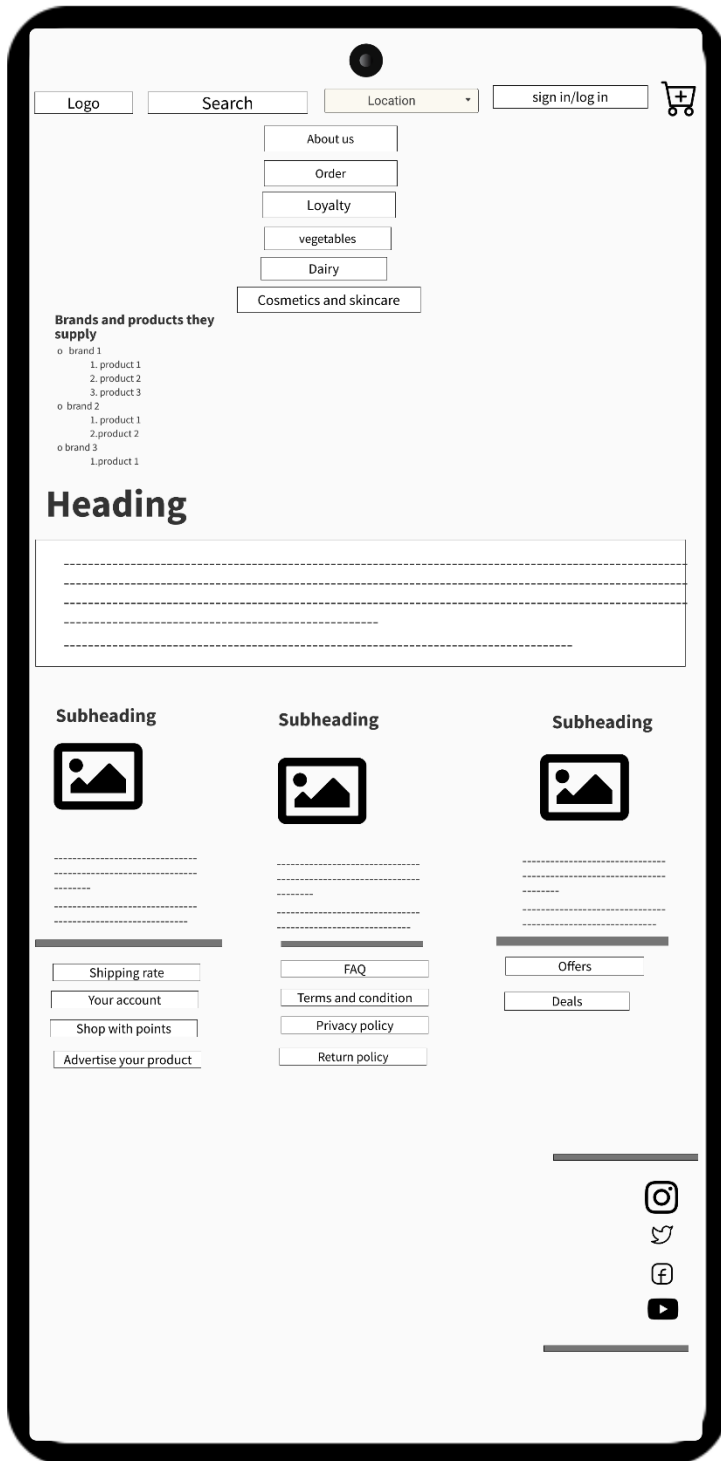 Logo
Search
Location
sign in/log in
About us
Order
Loyalty
vegetables
Dairy
Cosmetics and skincare
Brands and products they
supply
o brand 1
1. product 1
2. product 2
3. product 3
o brand 2
1. product 1
2.product 2
o brand 3
1.product 1
Heading
Subheading
Subheading
Subheading
Shipping rate
Your account
Shop with points
Advertise your product
FAQ
Terms and condition
Privacy policy
Return policy
Offers
Deals